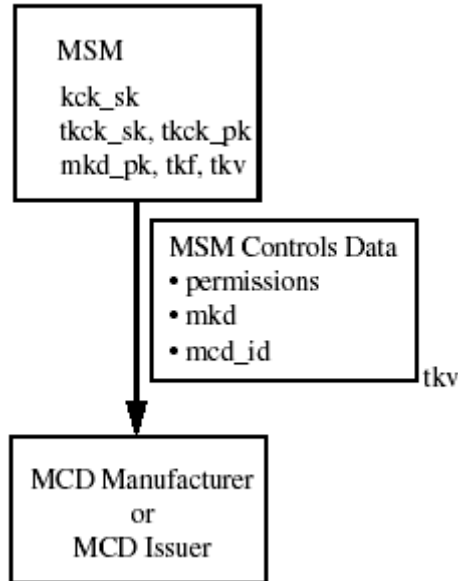 MSM
kck_sk
tkck_sk, tkck_pk
mkd_pk, tkf, tkv
MSM Controls Data
• permissions
• mkd
• mcd_id
tkv
MCD Manufacturer
or
MCD Issuer